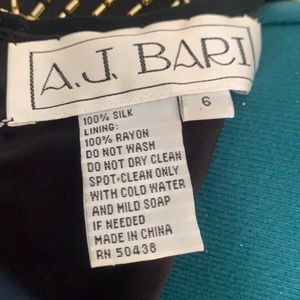 A.J. BARI
6
100% SILK
LINING:
100% RAYON
DO NOT WASH
DO NOT DRY CLEAN
SPOT-CLEAN ONLY
WITH COLD WATER
AND MILD SOAP
IF NEEDED
MADE IN CHINA
RN 50438